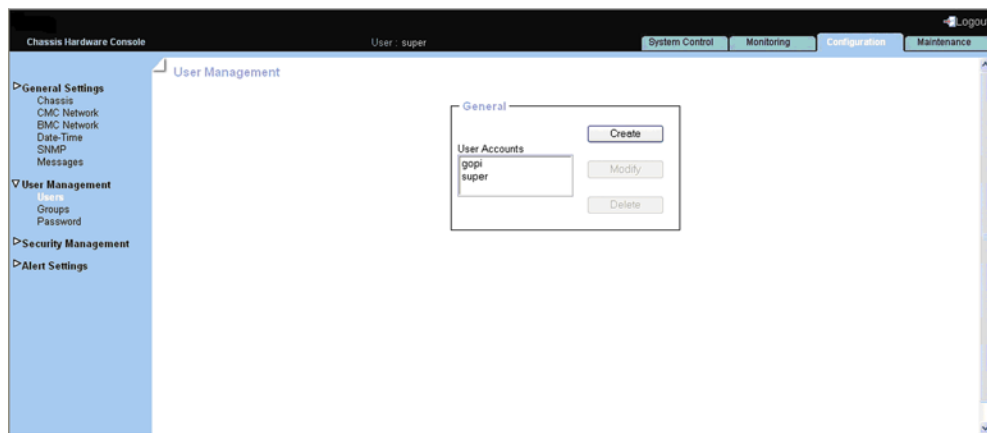 Logou
Chassis Hardware Console
User : super
System Control
Monitoring
Configuration
Maintenance
General Settings
Chassis
CMC Network
BMC Network
Date-Time
SNMP
Messages
User Management
Users
Groups
Password
Security Management
Alert Settings
User Management
General
User Accounts
gopi
super
Create
Modify
Delete